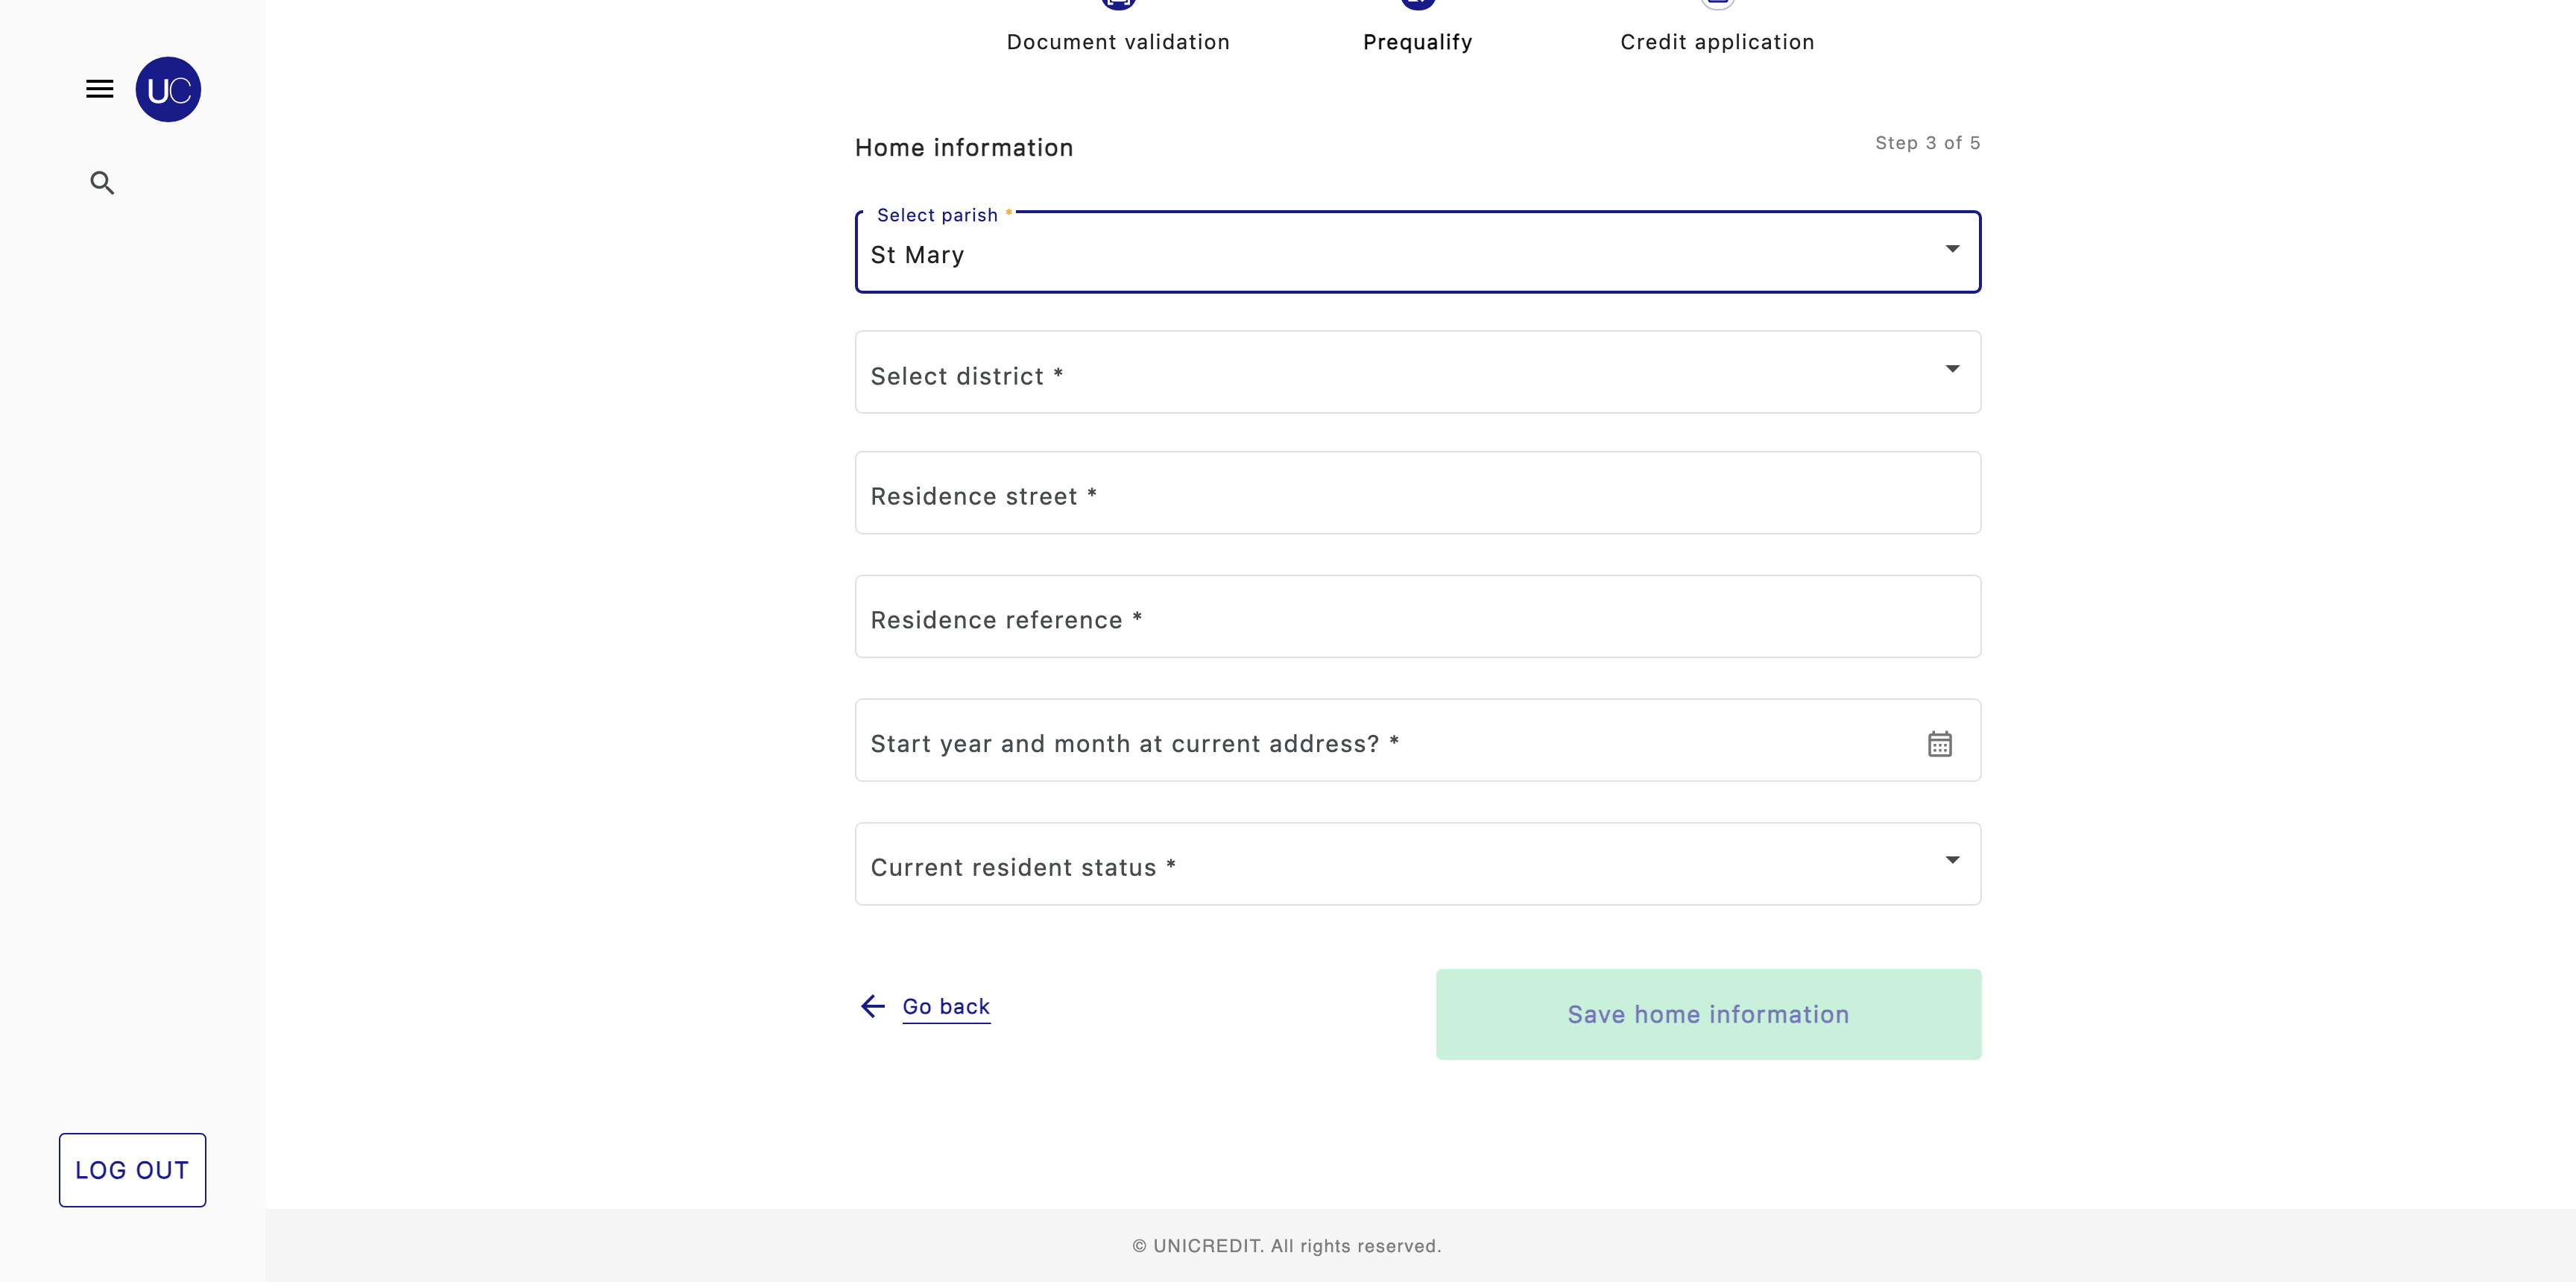 Document validation
Prequalify
Credit application
UC
Home information
Step 3 of 5
Select parish *
St Mary
Select district *
Residence street *
Residence reference *
Start year and month at current address? *
Current resident status *
Go back
Save home information
LOG OUT
© UNICREDIT. All rights reserved.